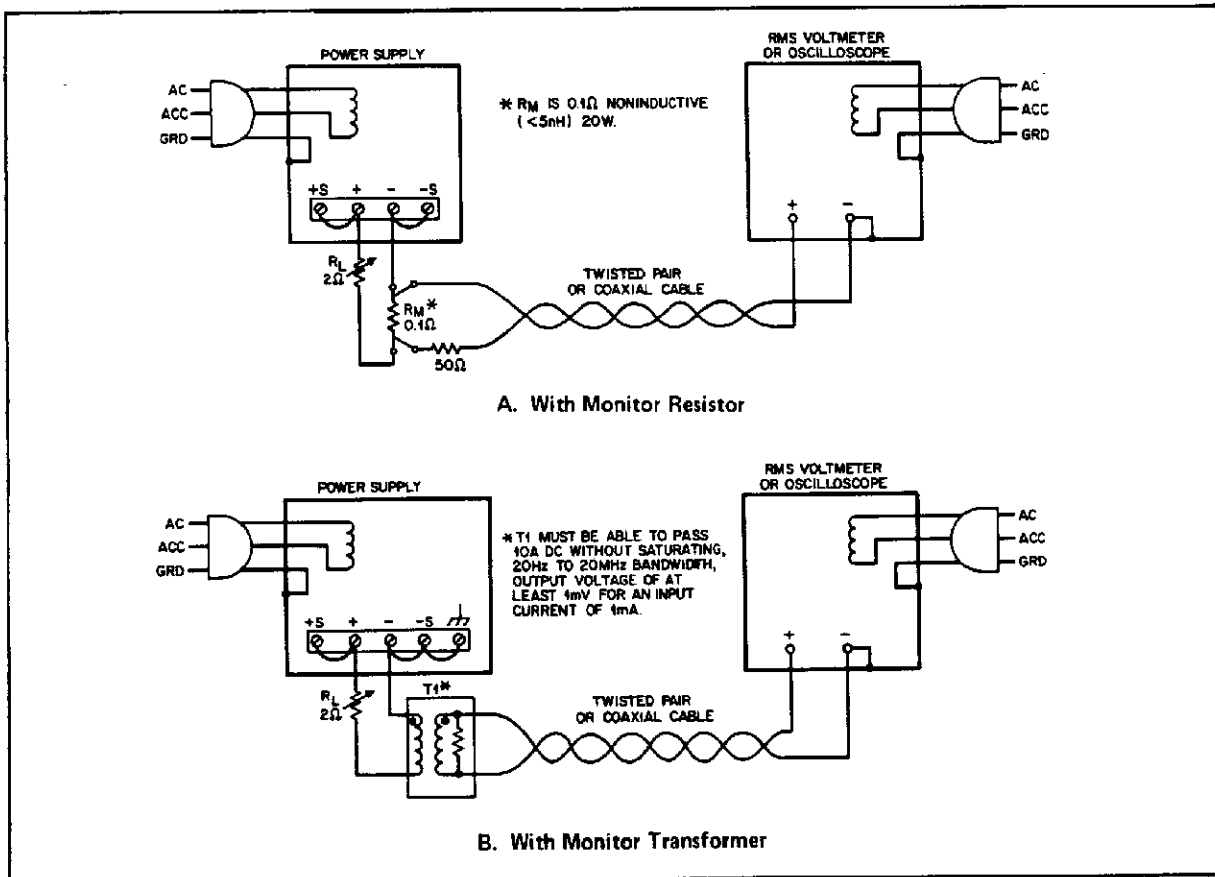 POWER SUPPLY
AC
ACC
GRD
+S + - -S
* RM IS 0.1Ω NONINDUCTIVE
(<5nH) 20W.
RMS VOLTMETER
OR OSCILLOSCOPE
AC
ACC
GRD
+ -
RL
2Ω
RM*
0.1Ω
50Ω
TWISTED PAIR
OR COAXIAL CABLE
A. With Monitor Resistor
POWER SUPPLY
AC
ACC
GRD
+S + - -S
* T1 MUST BE ABLE TO PASS
10A DC WITHOUT SATURATING,
20Hz TO 20MHz BANDWIDTH,
OUTPUT VOLTAGE OF AT
LEAST 1mV FOR AN INPUT
CURRENT OF 1mA.
RMS VOLTMETER
OR OSCILLOSCOPE
AC
ACC
GRD
+ -
RL
2Ω
T1*
TWISTED PAIR
OR COAXIAL CABLE
B. With Monitor Transformer